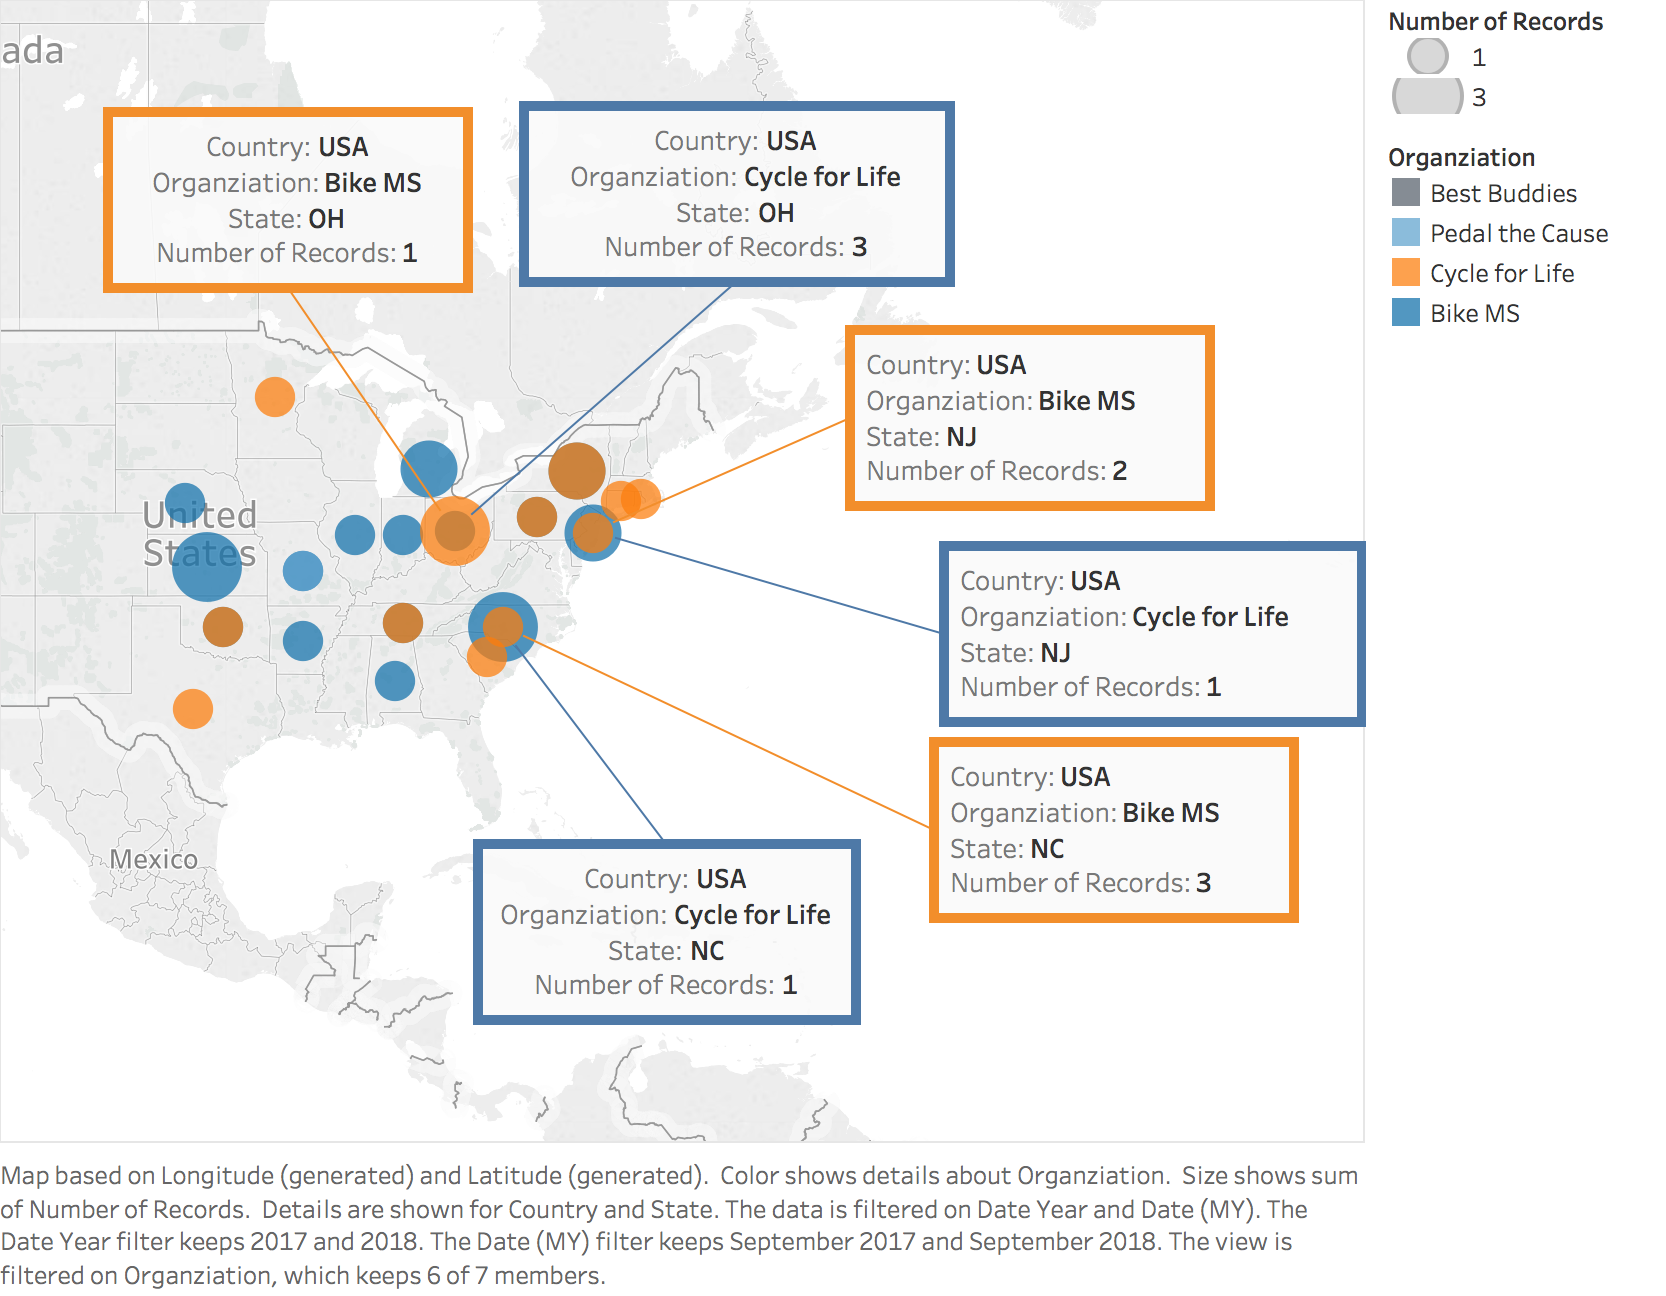 ada
Country: USA
Organziation: Bike MS
State: OH
Number of Records: 1
Country: USA
Organziation: Cycle for Life
State: OH
Number of Records: 3
Country: USA
Organziation: Bike MS
State: NJ
Number of Records: 2
United
States
Country: USA
Organziation: Cycle for Life
State: NJ
Number of Records: 1
Country: USA
Organziation: Bike MS
State: NC
Number of Records: 3
Mexico
Country: USA
Organziation: Cycle for Life
State: NC
Number of Records: 1
Number of Records
1
3
Organziation
Best Buddies
Pedal the Cause
Cycle for Life
Bike MS
Map based on Longitude (generated) and Latitude (generated).  Color shows details about Organziation.  Size shows sum
of Number of Records.  Details are shown for Country and State. The data is filtered on Date Year and Date (MY). The
Date Year filter keeps 2017 and 2018. The Date (MY) filter keeps September 2017 and September 2018. The view is
filtered on Organziation, which keeps 6 of 7 members.